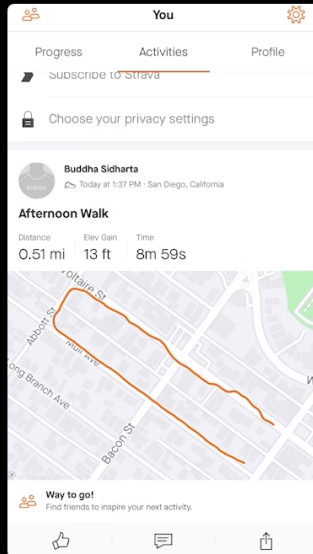 You
Progress
Activities
Profile
Subscribe to Strava
Choose your privacy settings
STRAVA
Buddha Sidharta
Today at 1:37 PM · San Diego, California
Afternoon Walk
Distance
Elev Gain
Time
0.51 mi
13 ft
8m 59s
Voltaire St
Abbott St
Muir Ave
Long Branch Ave
Bacon St
W
Way to go!
Find friends to inspire your next activity.